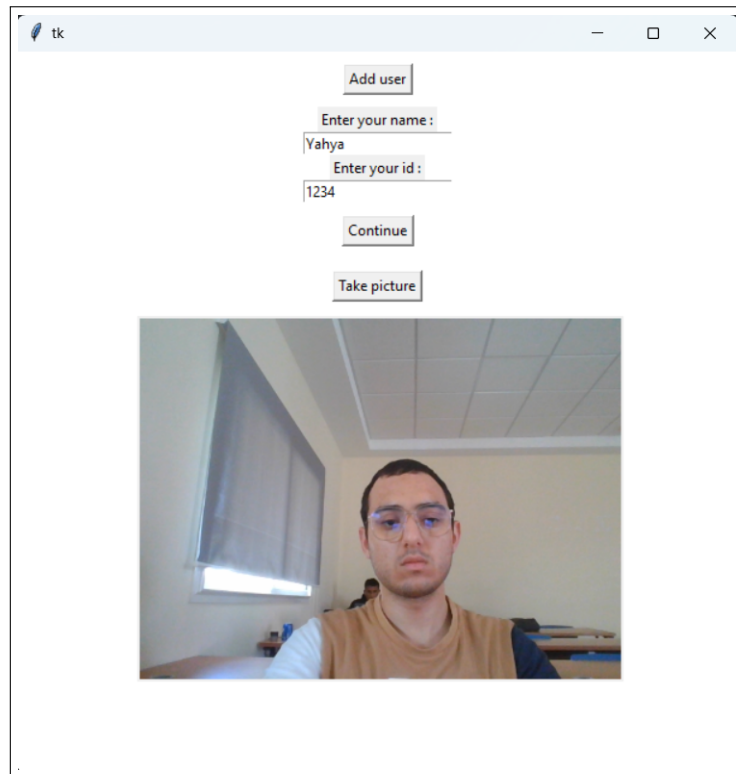 tk
Add user
Enter your name :
Yahya
Enter your id :
1234
Continue
Take picture